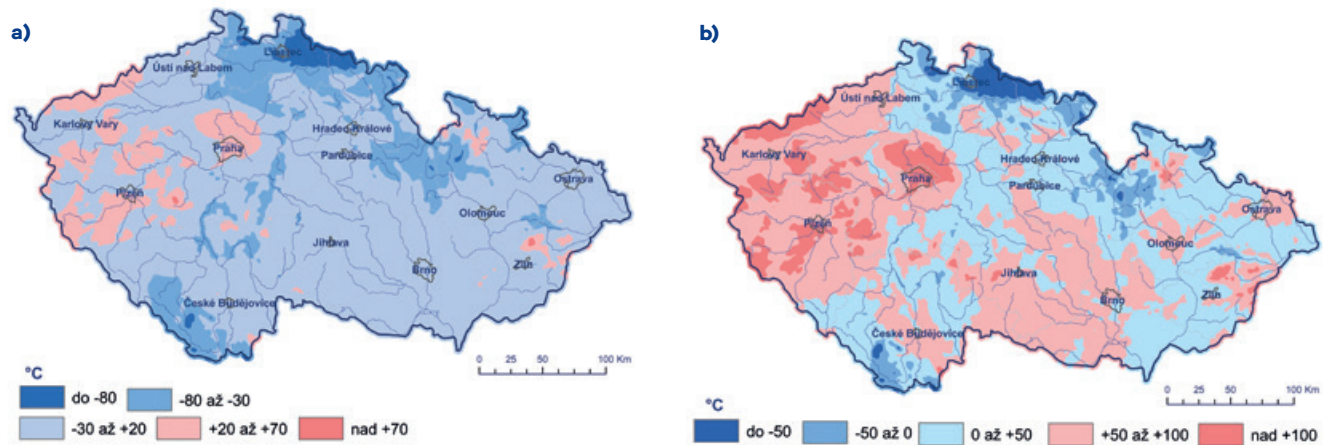 a)
Liberec
Ústí nad Labem
Karlovy Vary
Praha
Hradec Králové
Pardubice
Plzeň
Ostrava
Olomouc
Jihlava
Zlín
Brno
České Budějovice
0 25 50 100 Km
°C
do -80
-80 až -30
-30 až +20
+20 až +70
nad +70
b)
Liberec
Ústí nad Labem
Karlovy Vary
Praha
Hradec Králové
Pardubice
Plzeň
Ostrava
Olomouc
Jihlava
Zlín
Brno
České Budějovice
0 25 50 100 Km
°C
do -50
-50 až 0
0 až +50
+50 až +100
nad +100